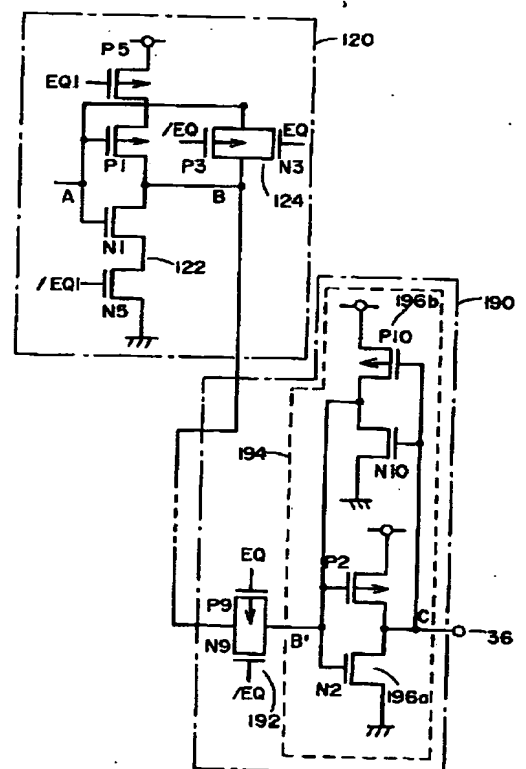 P5
120
EQ1
/EQ
EQ
P1
P3
N3
A
B
124
N1
122
/EQ1
N5
196b
190
P10
194
N10
EQ
P2
P9
C
N9
B'
36
N2
196a
/EQ
192